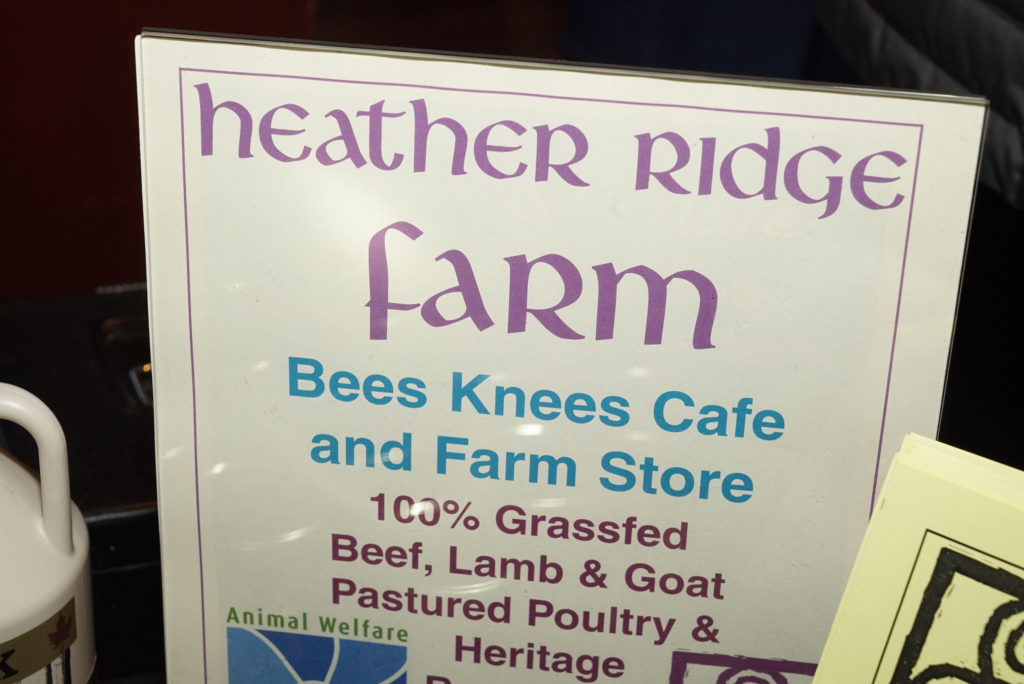 Heather Ridge
Farm
Bees Knees Cafe
and Farm Store
100% Grassfed
Beef, Lamb & Goat
Pastured Poultry &
Heritage
Animal Welfare
K